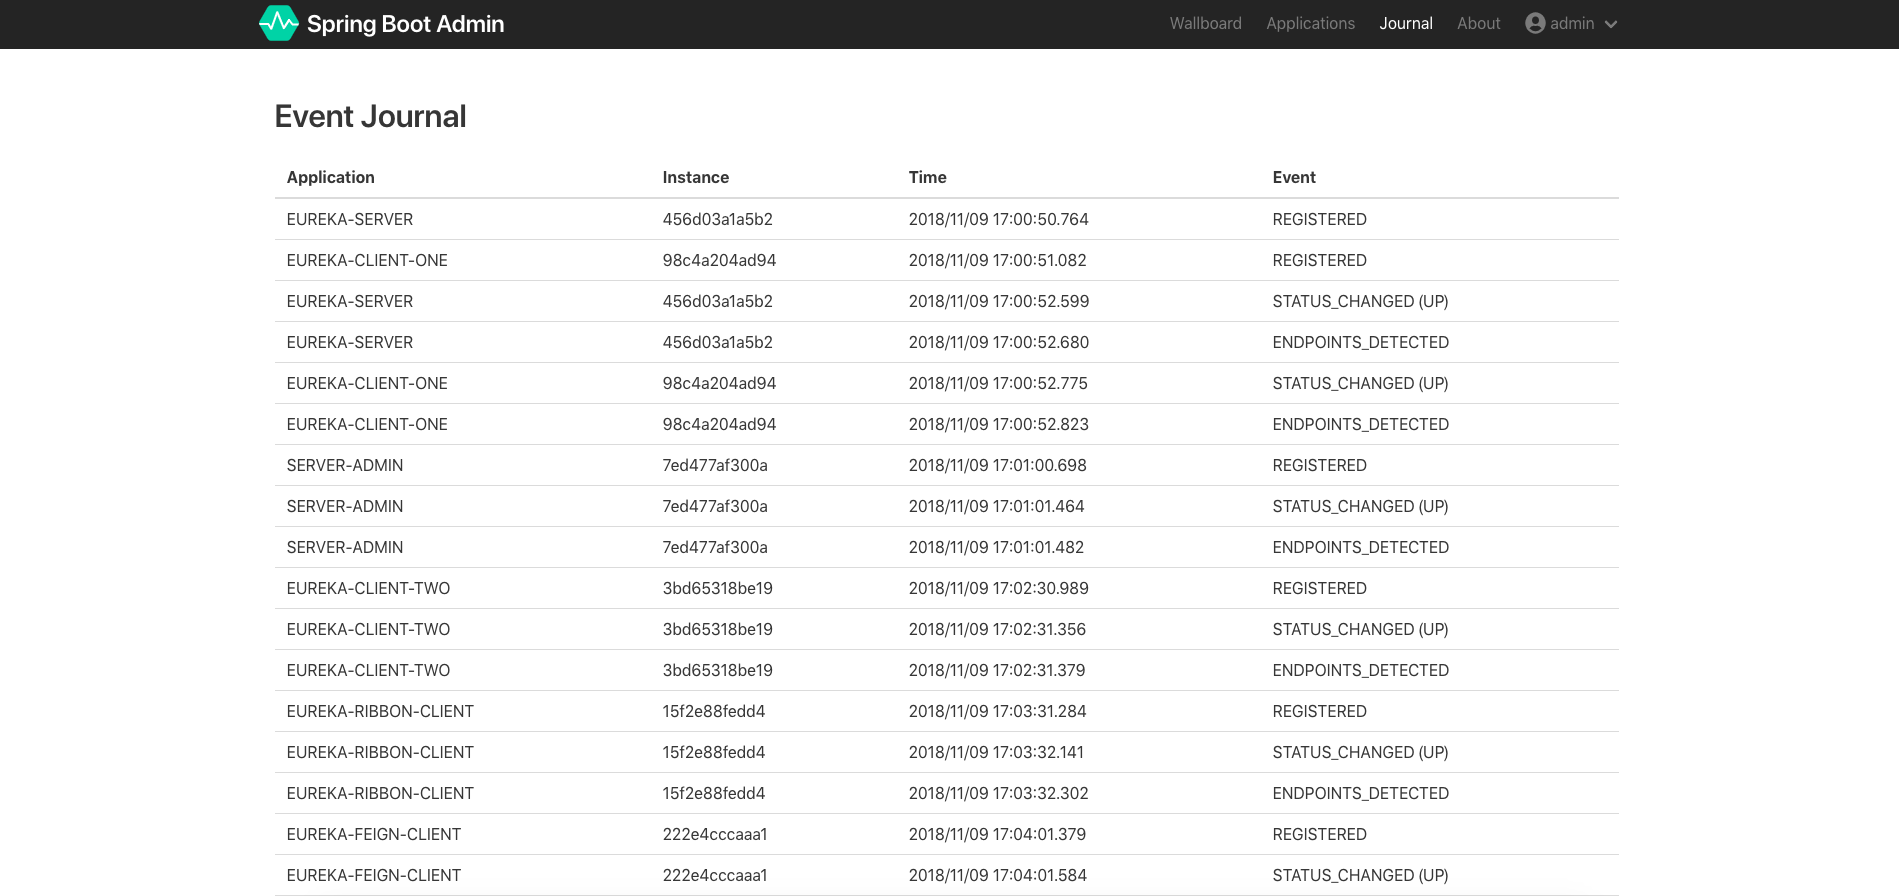 Spring Boot Admin Wallboard Applications Journal About admin
Event Journal
Application Instance Time Event
EUREKA-SERVER 456d03a1a5b2 2018/11/09 17:00:50.764 REGISTERED
EUREKA-CLIENT-ONE 98c4a204ad94 2018/11/09 17:00:51.082 REGISTERED
EUREKA-SERVER 456d03a1a5b2 2018/11/09 17:00:52.599 STATUS_CHANGED (UP)
EUREKA-SERVER 456d03a1a5b2 2018/11/09 17:00:52.680 ENDPOINTS_DETECTED
EUREKA-CLIENT-ONE 98c4a204ad94 2018/11/09 17:00:52.775 STATUS_CHANGED (UP)
EUREKA-CLIENT-ONE 98c4a204ad94 2018/11/09 17:00:52.823 ENDPOINTS_DETECTED
SERVER-ADMIN 7ed477af300a 2018/11/09 17:01:00.698 REGISTERED
SERVER-ADMIN 7ed477af300a 2018/11/09 17:01:01.464 STATUS_CHANGED (UP)
SERVER-ADMIN 7ed477af300a 2018/11/09 17:01:01.482 ENDPOINTS_DETECTED
EUREKA-CLIENT-TWO 3bd65318be19 2018/11/09 17:02:30.989 REGISTERED
EUREKA-CLIENT-TWO 3bd65318be19 2018/11/09 17:02:31.356 STATUS_CHANGED (UP)
EUREKA-CLIENT-TWO 3bd65318be19 2018/11/09 17:02:31.379 ENDPOINTS_DETECTED
EUREKA-RIBBON-CLIENT 15f2e88fedd4 2018/11/09 17:03:31.284 REGISTERED
EUREKA-RIBBON-CLIENT 15f2e88fedd4 2018/11/09 17:03:32.141 STATUS_CHANGED (UP)
EUREKA-RIBBON-CLIENT 15f2e88fedd4 2018/11/09 17:03:32.302 ENDPOINTS_DETECTED
EUREKA-FEIGN-CLIENT 222e4cccaaa1 2018/11/09 17:04:01.379 REGISTERED
EUREKA-FEIGN-CLIENT 222e4cccaaa1 2018/11/09 17:04:01.584 STATUS_CHANGED (UP)